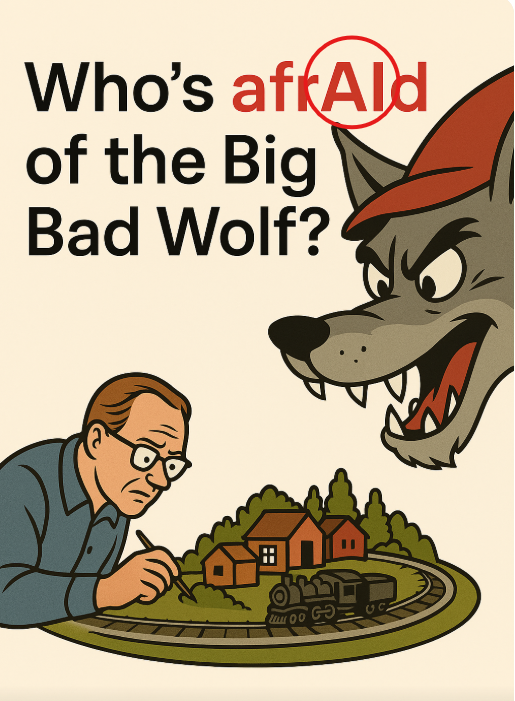 Who’s afrAId
of the Big
Bad Wolf?